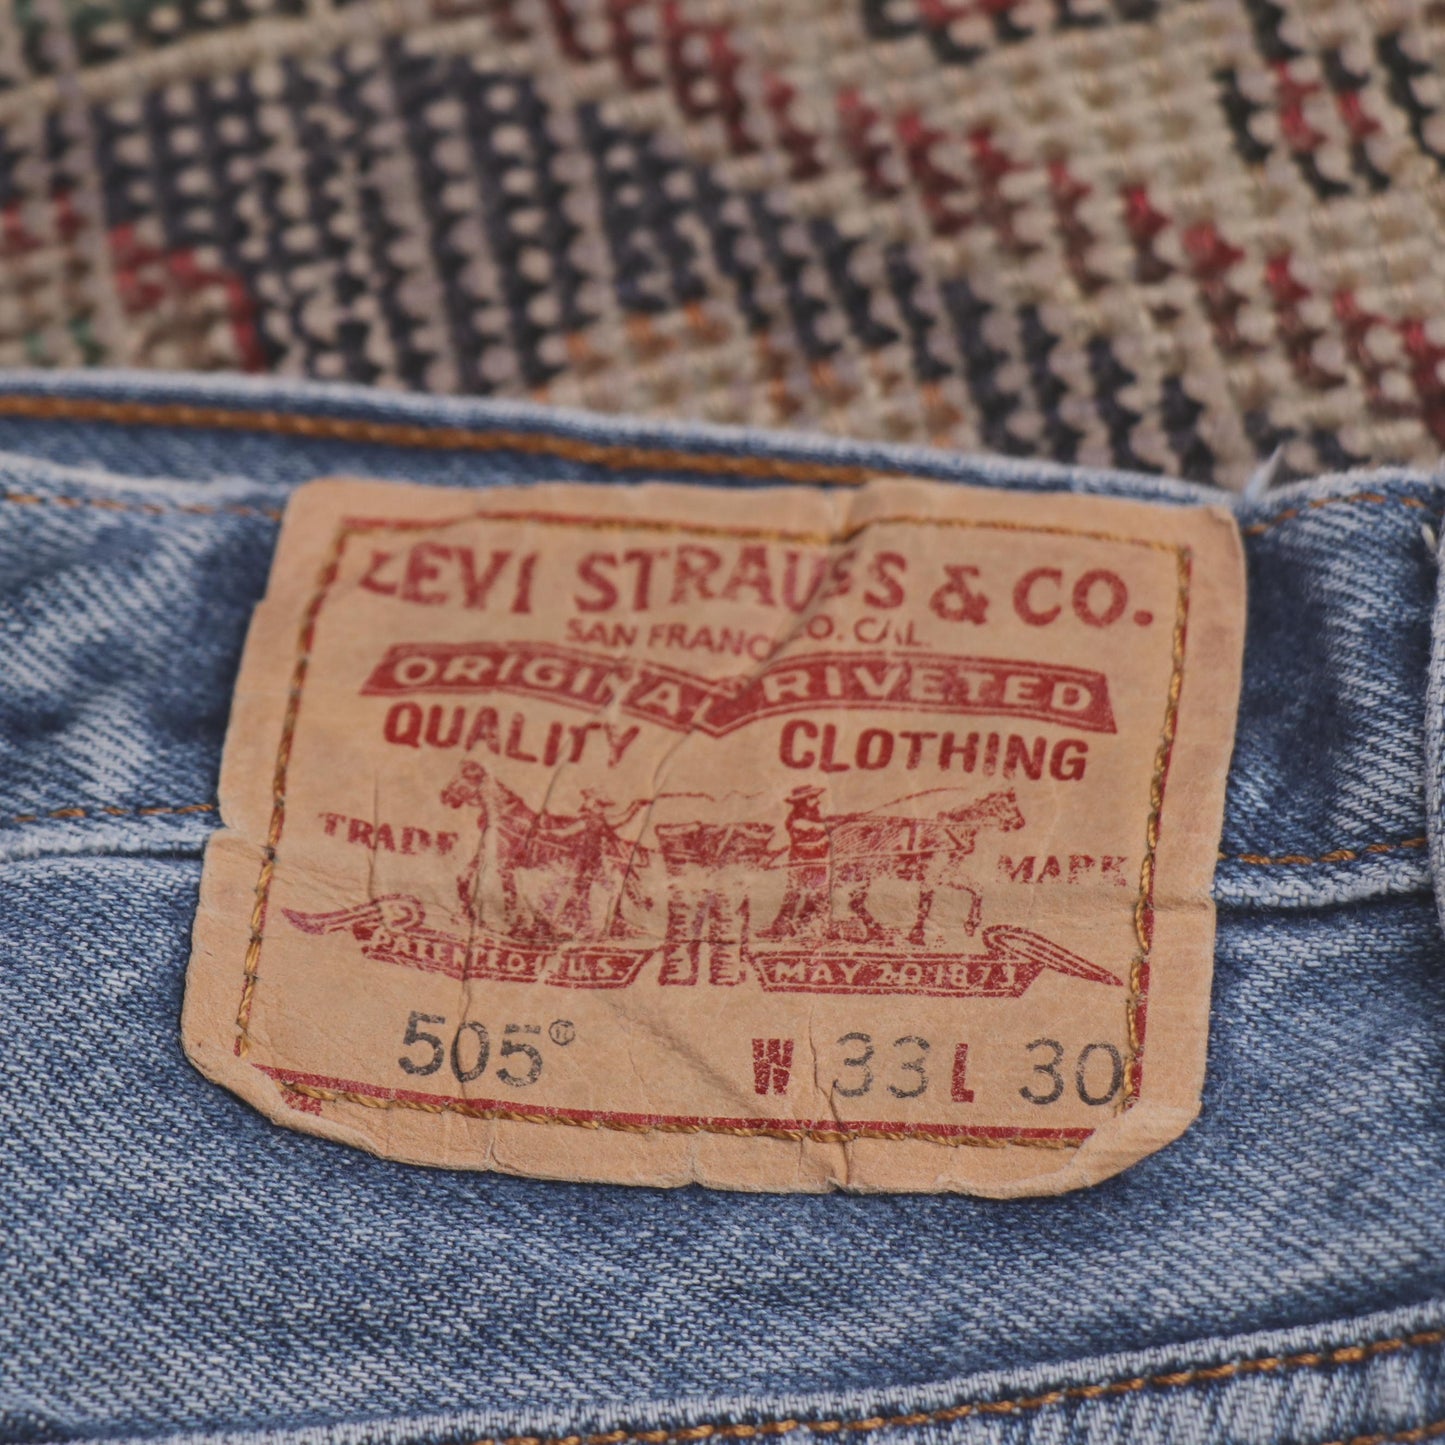 LEVI STRAUSS & CO.
SAN FRANCISCO. CAL.
ORIGINAL RIVETED
QUALITY CLOTHING
TRADE MARK
PATENTED U.S. MAY 20 1873
505® W 33 L 30